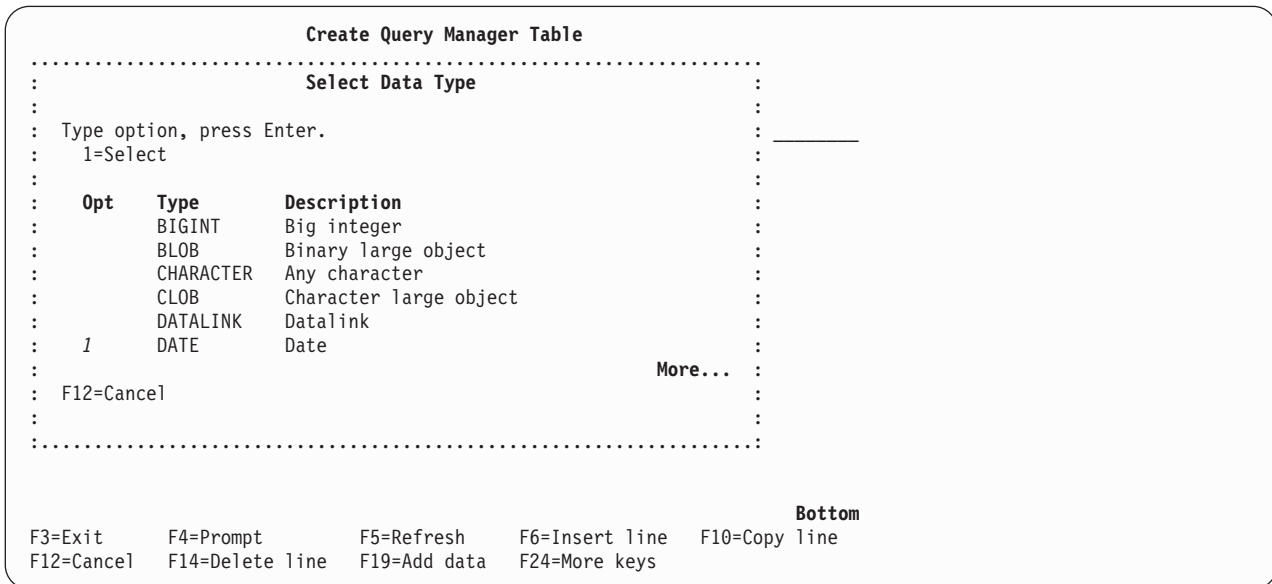 Create Query Manager Table
.....................................................................
: Select Data Type :
: :
: Type option, press Enter. : ________
: 1=Select :
: :
: Opt Type Description :
: BIGINT Big integer :
: BLOB Binary large object :
: CHARACTER Any character :
: CLOB Character large object :
: DATALINK Datalink :
: 1 DATE Date :
: More... :
: F12=Cancel :
: :
:...................................................................:
Bottom
F3=Exit F4=Prompt F5=Refresh F6=Insert line F10=Copy line
F12=Cancel F14=Delete line F19=Add data F24=More keys